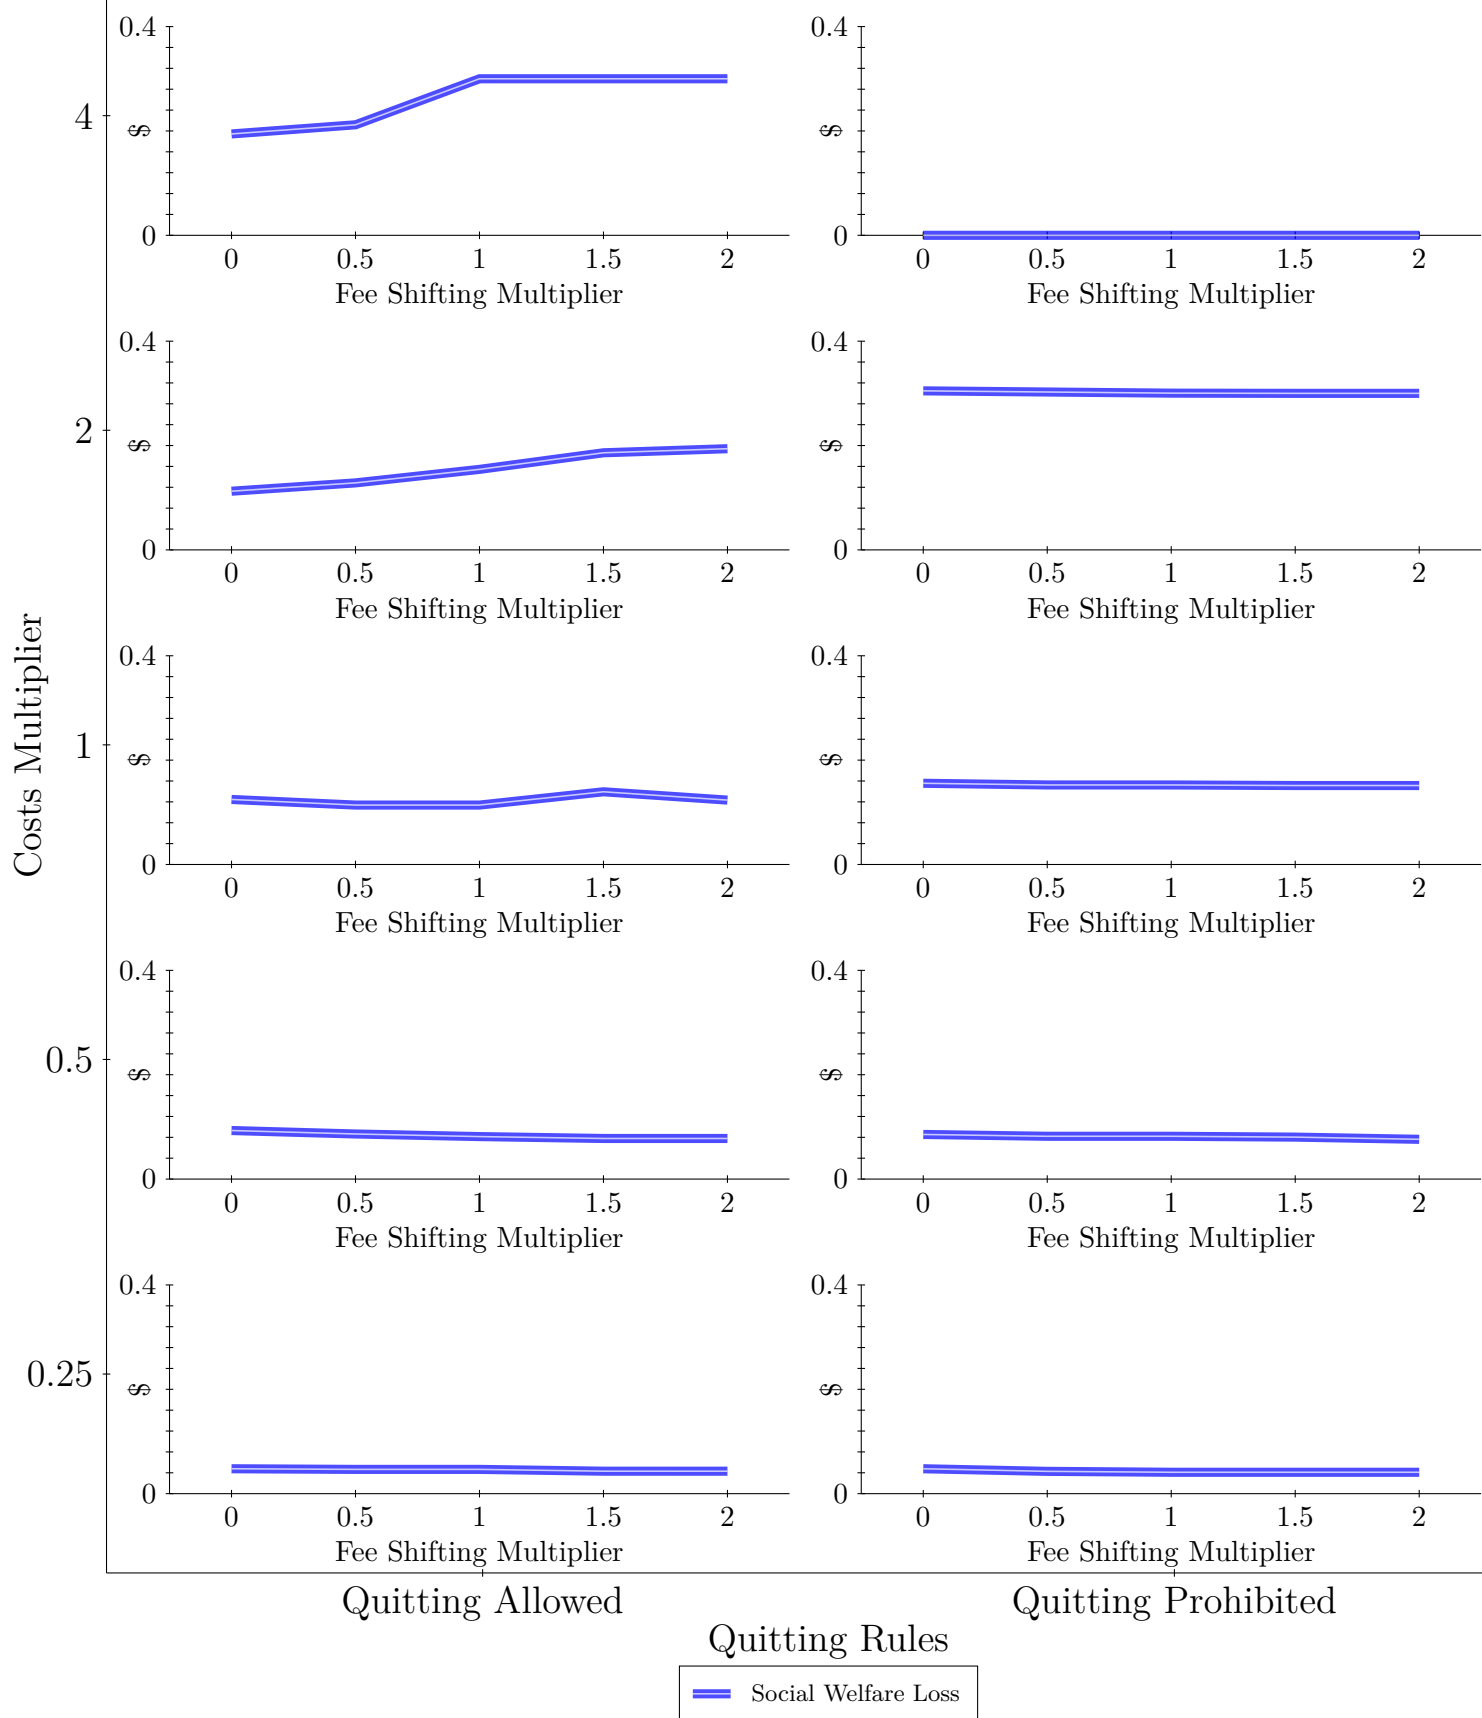 0.4
0.4
4
$
$
0
0
0 0.5 1 1.5 2
0 0.5 1 1.5 2
Fee Shifting Multiplier
Fee Shifting Multiplier
0.4
0.4
2
$
$
0
0
0 0.5 1 1.5 2
0 0.5 1 1.5 2
Fee Shifting Multiplier
Fee Shifting Multiplier
Costs Multiplier
0.4
0.4
1
$
$
0
0
0 0.5 1 1.5 2
0 0.5 1 1.5 2
Fee Shifting Multiplier
Fee Shifting Multiplier
0.4
0.4
0.5
$
$
0
0
0 0.5 1 1.5 2
0 0.5 1 1.5 2
Fee Shifting Multiplier
Fee Shifting Multiplier
0.4
0.4
0.25
$
$
0
0
0 0.5 1 1.5 2
0 0.5 1 1.5 2
Fee Shifting Multiplier
Fee Shifting Multiplier
Quitting Allowed
Quitting Prohibited
Quitting Rules
Social Welfare Loss